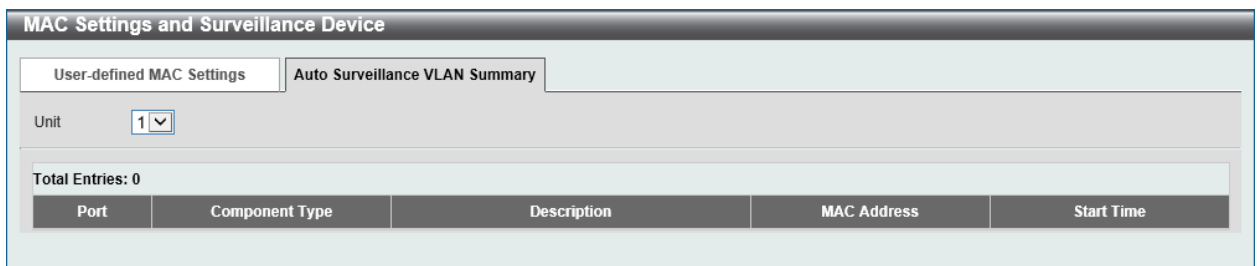 MAC Settings and Surveillance Device
User-defined MAC Settings Auto Surveillance VLAN Summary
Unit 1
Total Entries: 0
Port Component Type Description MAC Address Start Time